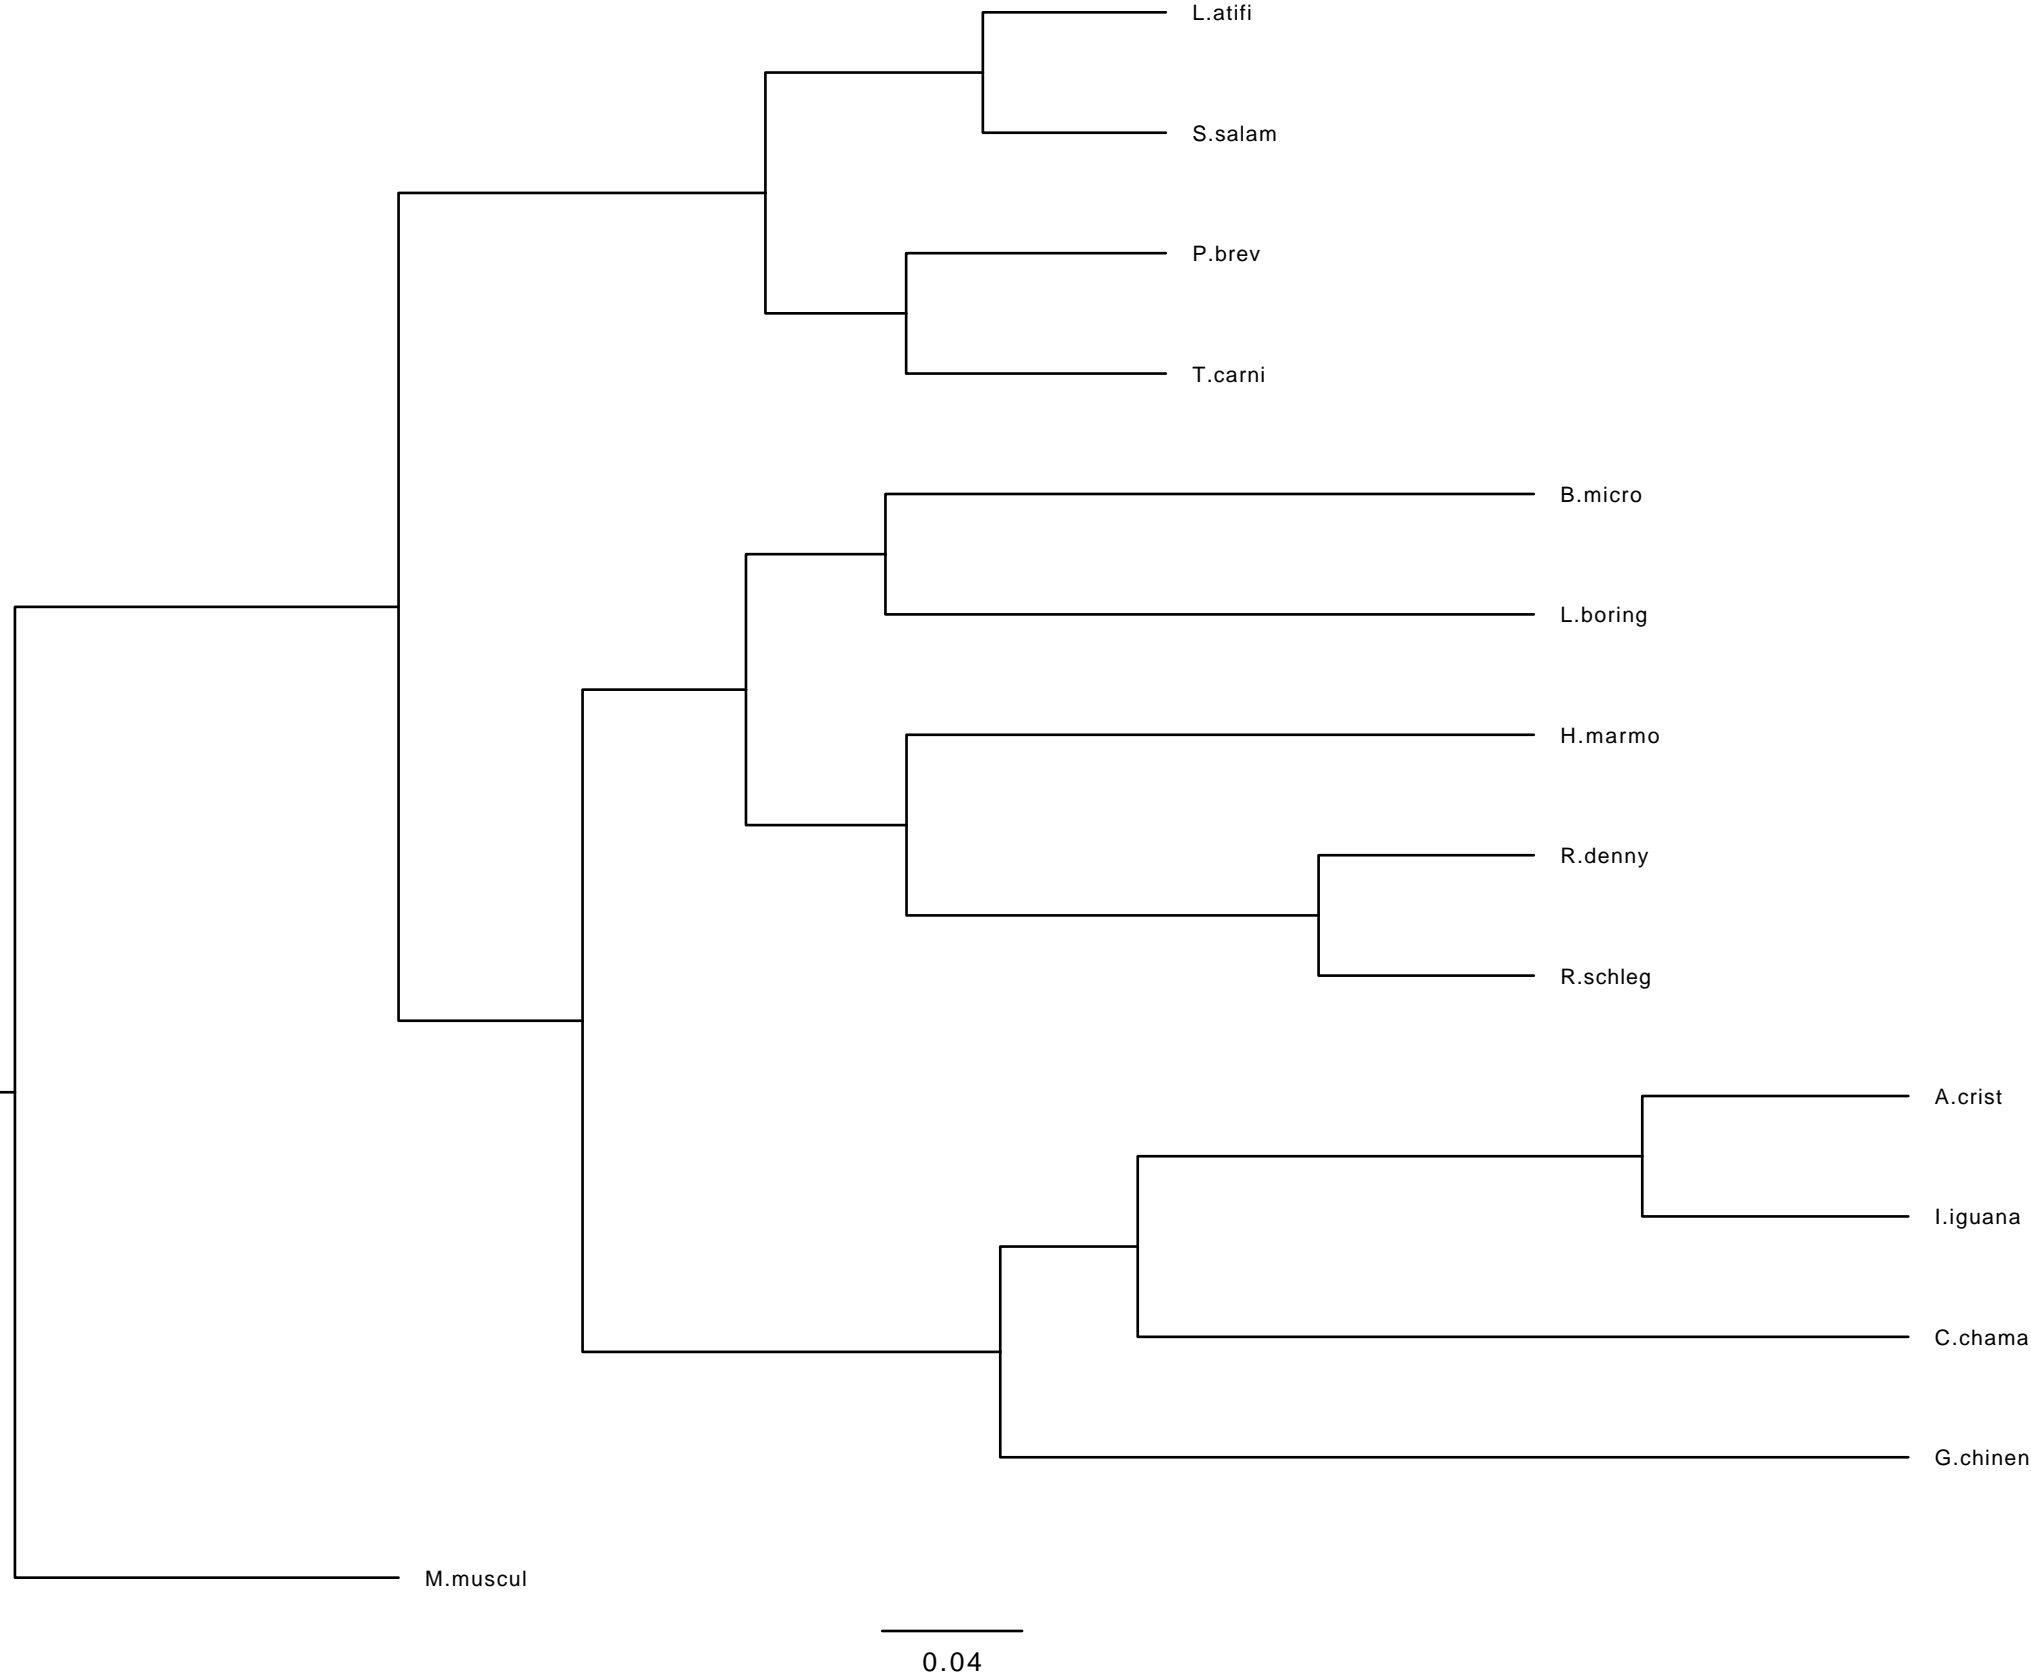 L.atifi
S.salam
P.brev
T.carni
B.micro
L.boring
H.marmo
R.denny
R.schleg
A.crist
I.iguana
C.chama
G.chinen
M.muscul
0.04